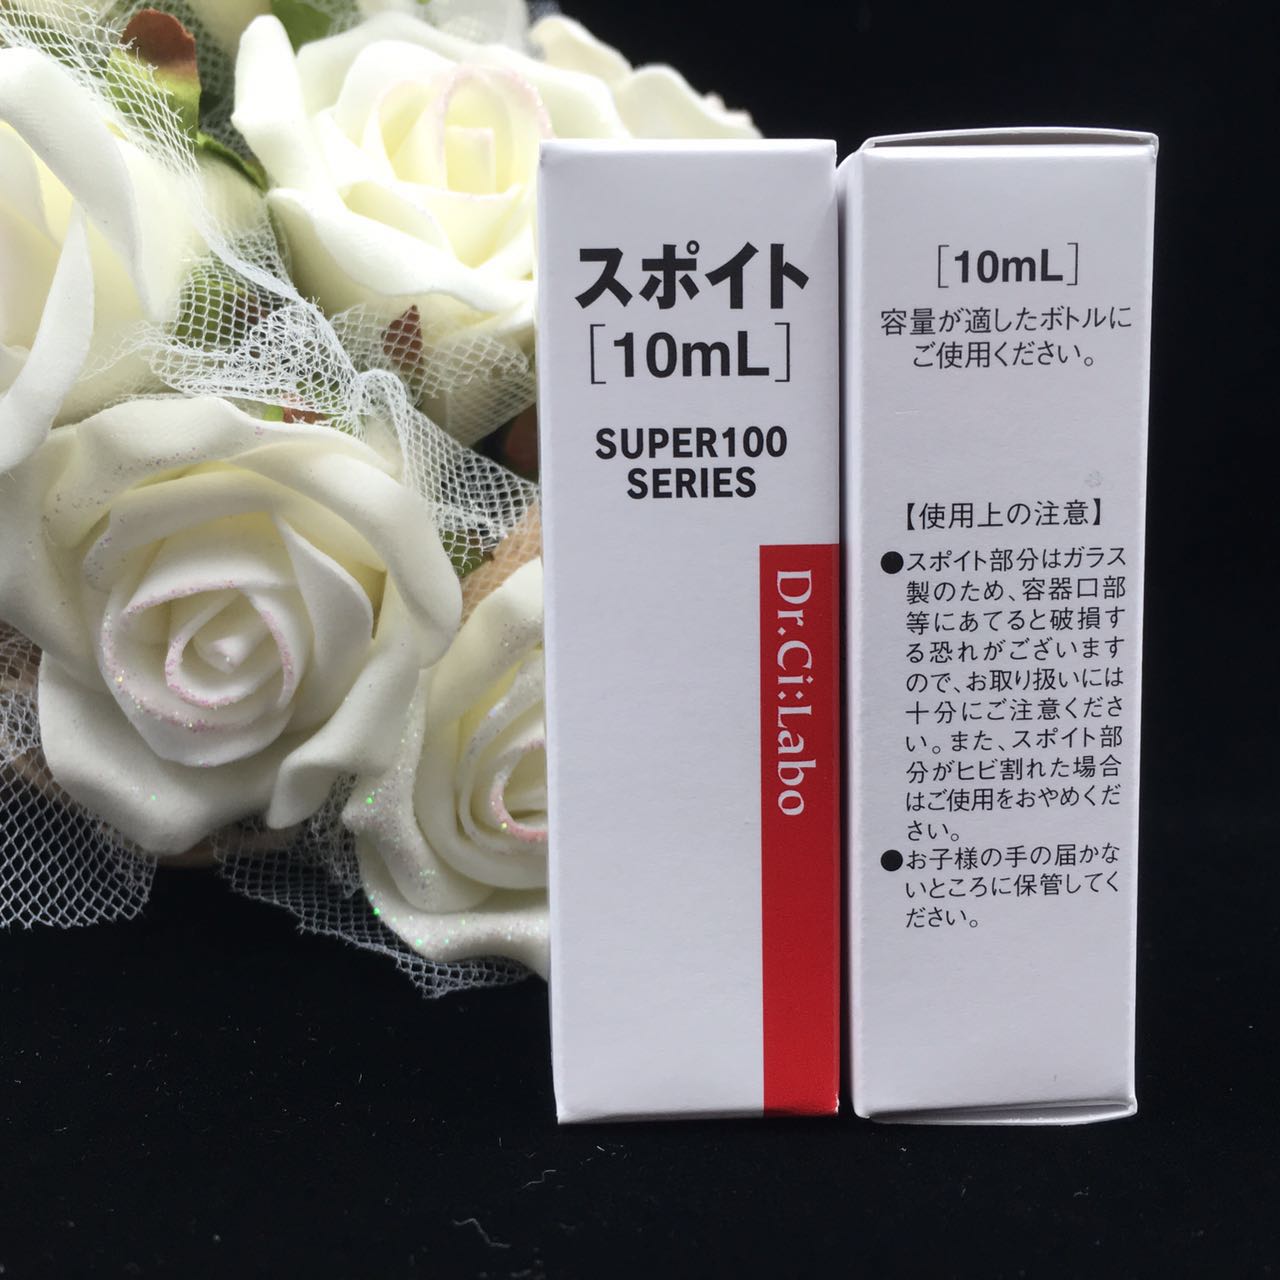 スポイト
[10mL]
SUPER100
SERIES
Dr.Ci:Labo
[10mL]
容量が適したボトルに
ご使用ください。
【使用上の注意】
●スポイト部分はガラス
製のため、容器口部
等にあてると破損す
る恐れがございます
ので、お取り扱いには
十分にご注意くださ
い。また、スポイト部
分がヒビ割れた場合
はご使用をおやめくだ
さい。
●お子様の手の届かな
いところに保管してく
ださい。